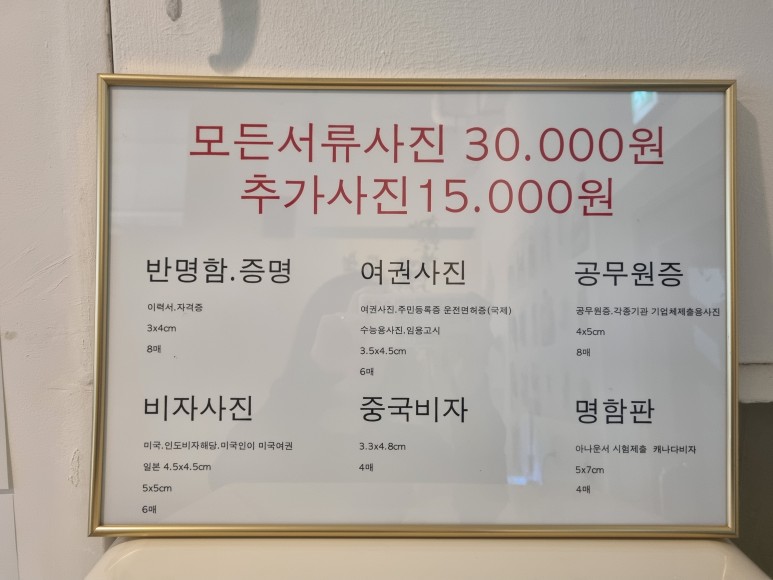 모든서류사진 30.000원
추가사진15.000원
반명함.증명
이력서.자격증
3x4cm
8매
여권사진
여권사진.주민등록증 운전면허증(국제)
수능용사진.임용고시
3.5x4.5cm
6매
공무원증
공무원증.각종기관 기업체제출용사진
4x5cm
8매
비자사진
미국.인도비자해당.미국인이 미국여권
일본 4.5x4.5cm
5x5cm
6매
중국비자
3.3x4.8cm
4매
명함판
아나운서 시험제출 캐나다비자
5x7cm
4매